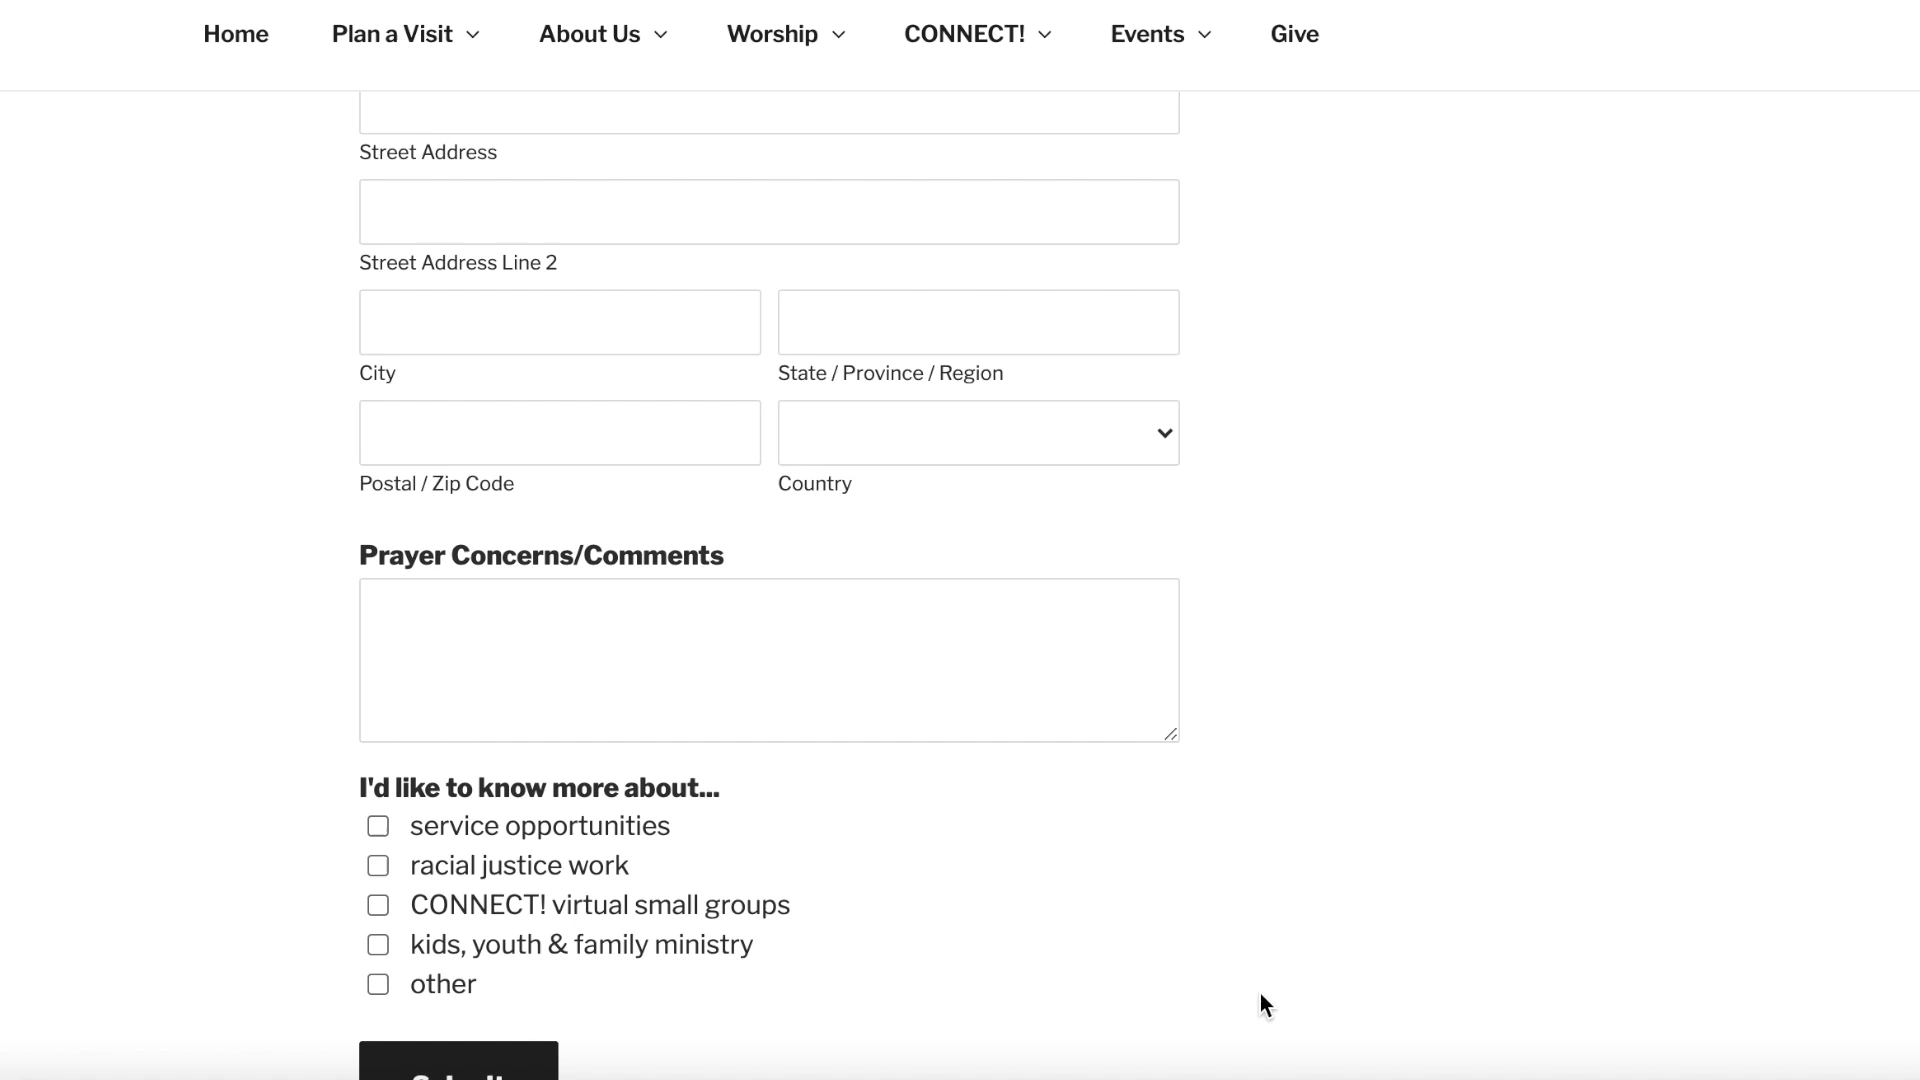 Home Plan a Visit About Us Worship CONNECT! Events Give
Street Address
Street Address Line 2
City State / Province / Region
Postal / Zip Code Country
Prayer Concerns/Comments
I'd like to know more about...
service opportunities
racial justice work
CONNECT! virtual small groups
kids, youth & family ministry
other